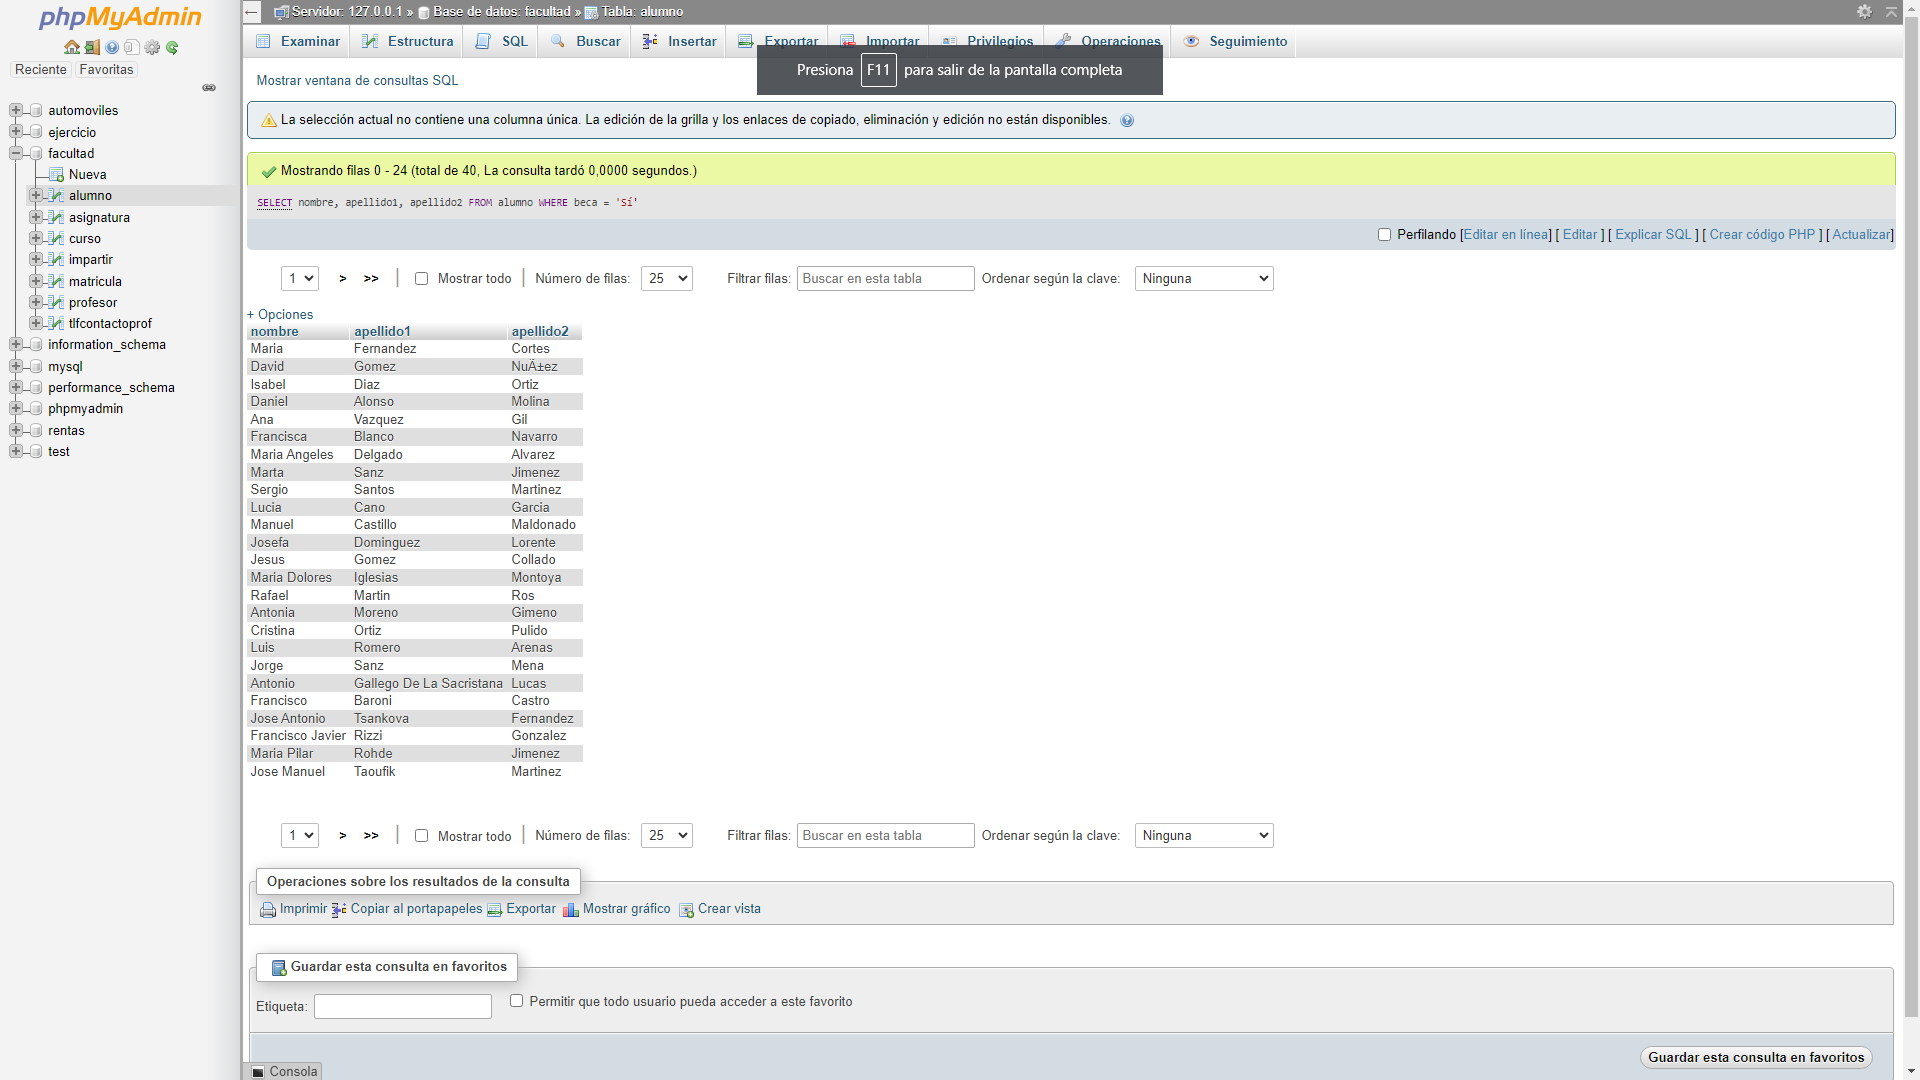 phpMyAdmin
Reciente Favoritas
automoviles
ejercicio
facultad
Nueva
alumno
asignatura
curso
impartir
matricula
profesor
tlfcontactoprof
information_schema
mysql
performance_schema
phpmyadmin
rentas
test
Servidor: 127.0.0.1 » Base de datos: facultad » Tabla: alumno
Examinar Estructura SQL Buscar Insertar Exportar Importar Privilegios Operaciones Seguimiento
Presiona F11 para salir de la pantalla completa
Mostrar ventana de consultas SQL
La selección actual no contiene una columna única. La edición de la grilla y los enlaces de copiado, eliminación y edición no están disponibles.
Mostrando filas 0 - 24 (total de 40, La consulta tardó 0,0000 segundos.)
SELECT nombre, apellido1, apellido2 FROM alumno WHERE beca = 'Sí'
Perfilando [Editar en línea] [ Editar ] [ Explicar SQL ] [ Crear código PHP ] [ Actualizar]
1 > >> | Mostrar todo | Número de filas: 25 Filtrar filas: Buscar en esta tabla Ordenar según la clave: Ninguna
+ Opciones
nombre apellido1 apellido2
Maria Fernandez Cortes
David Gomez NuÃ±ez
Isabel Diaz Ortiz
Daniel Alonso Molina
Ana Vazquez Gil
Francisca Blanco Navarro
Maria Angeles Delgado Alvarez
Marta Sanz Jimenez
Sergio Santos Martinez
Lucia Cano Garcia
Manuel Castillo Maldonado
Josefa Dominguez Lorente
Jesus Gomez Collado
Maria Dolores Iglesias Montoya
Rafael Martin Ros
Antonia Moreno Gimeno
Cristina Ortiz Pulido
Luis Romero Arenas
Jorge Sanz Mena
Antonio Gallego De La Sacristana Lucas
Francisco Baroni Castro
Jose Antonio Tsankova Fernandez
Francisco Javier Rizzi Gonzalez
Maria Pilar Rohde Jimenez
Jose Manuel Taoufik Martinez
1 > >> | Mostrar todo | Número de filas: 25 Filtrar filas: Buscar en esta tabla Ordenar según la clave: Ninguna
Operaciones sobre los resultados de la consulta
Imprimir Copiar al portapapeles Exportar Mostrar gráfico Crear vista
Guardar esta consulta en favoritos
Etiqueta: Permitir que todo usuario pueda acceder a este favorito
Guardar esta consulta en favoritos
Consola